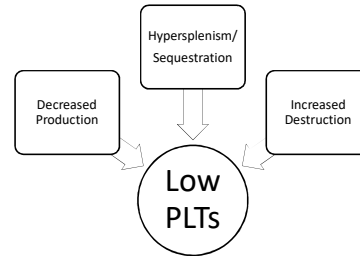 Hypersplenism/
Sequestration
Decreased
Production
Increased
Destruction
Low
PLTs